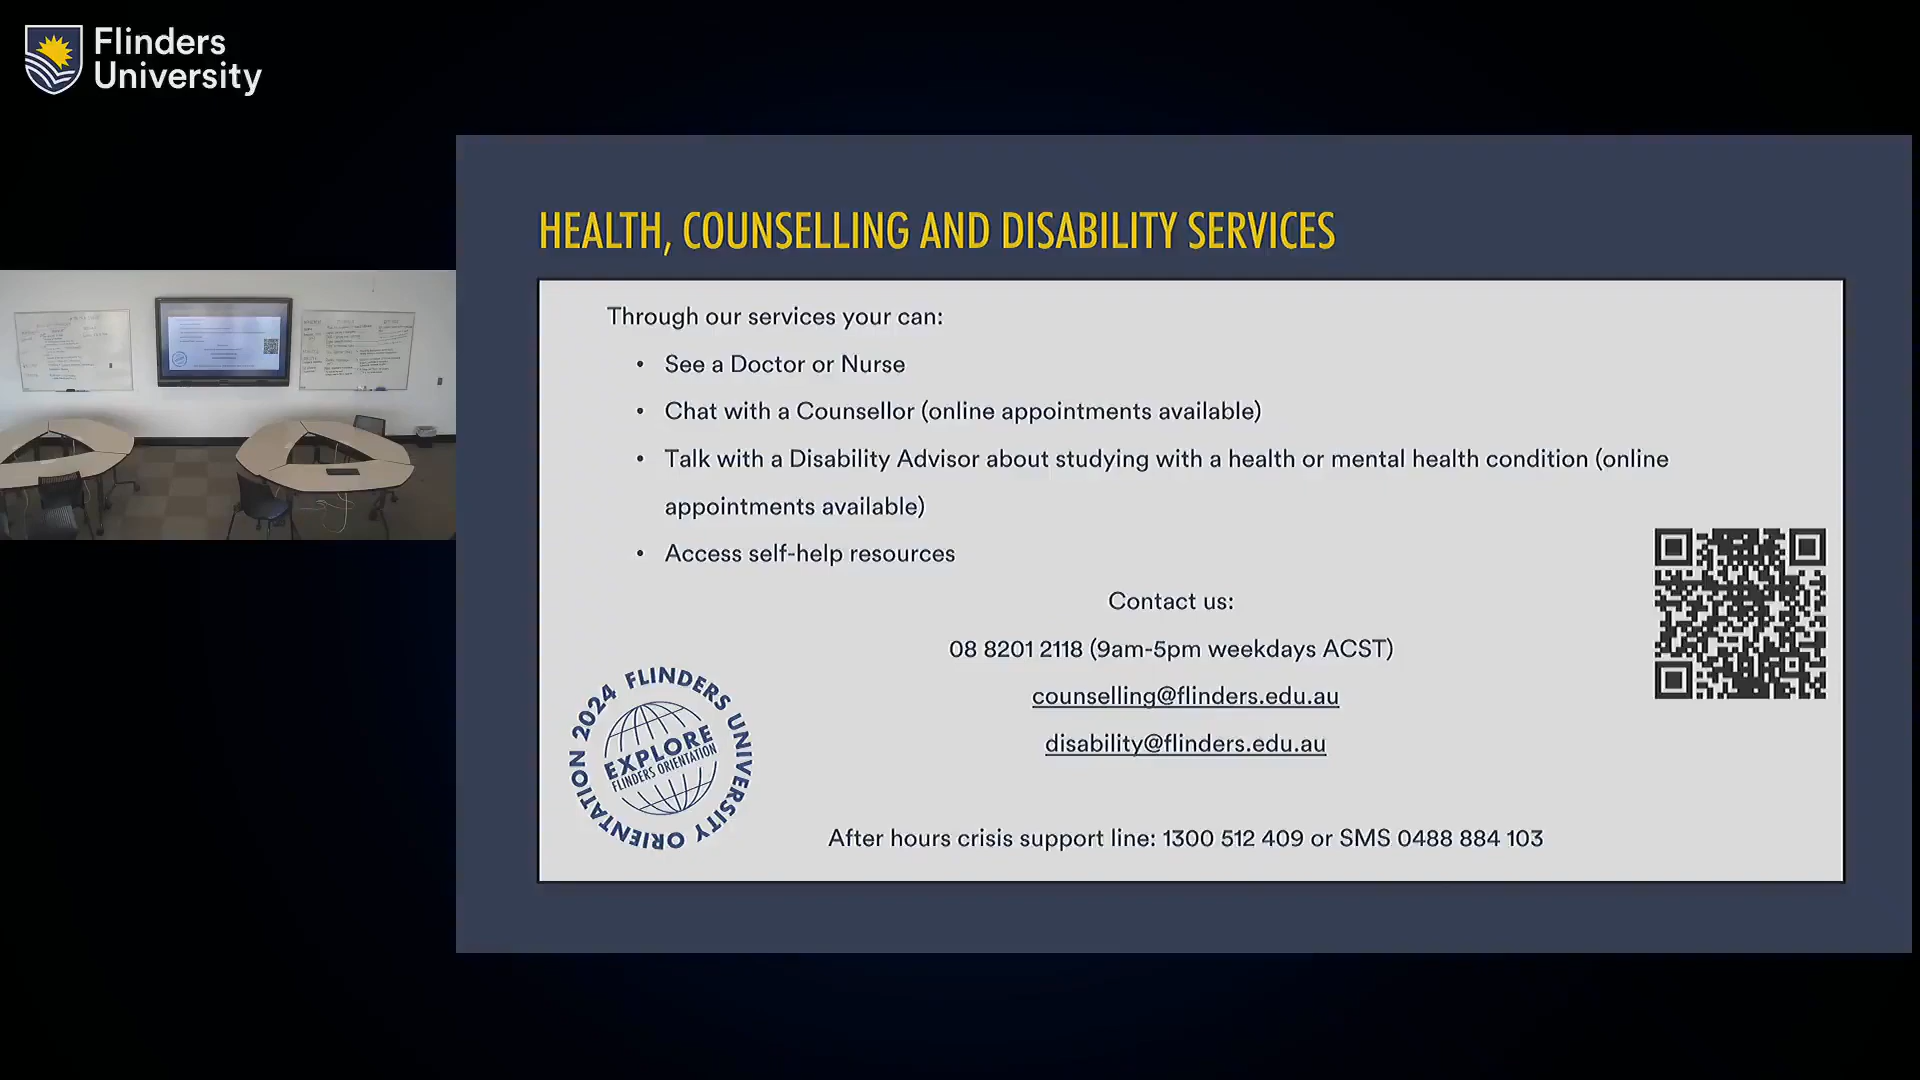 Flinders
University
HEALTH, COUNSELLING AND DISABILITY SERVICES
Through our services your can:
• See a Doctor or Nurse
• Chat with a Counsellor (online appointments available)
• Talk with a Disability Advisor about studying with a health or mental health condition (online
appointments available)
• Access self-help resources
Contact us:
08 8201 2118 (9am-5pm weekdays ACST)
counselling@flinders.edu.au
disability@flinders.edu.au
After hours crisis support line: 1300 512 409 or SMS 0488 884 103
FLINDERS UNIVERSITY ORIENTATION 2024
EXPLORE
FLINDERS ORIENTATION